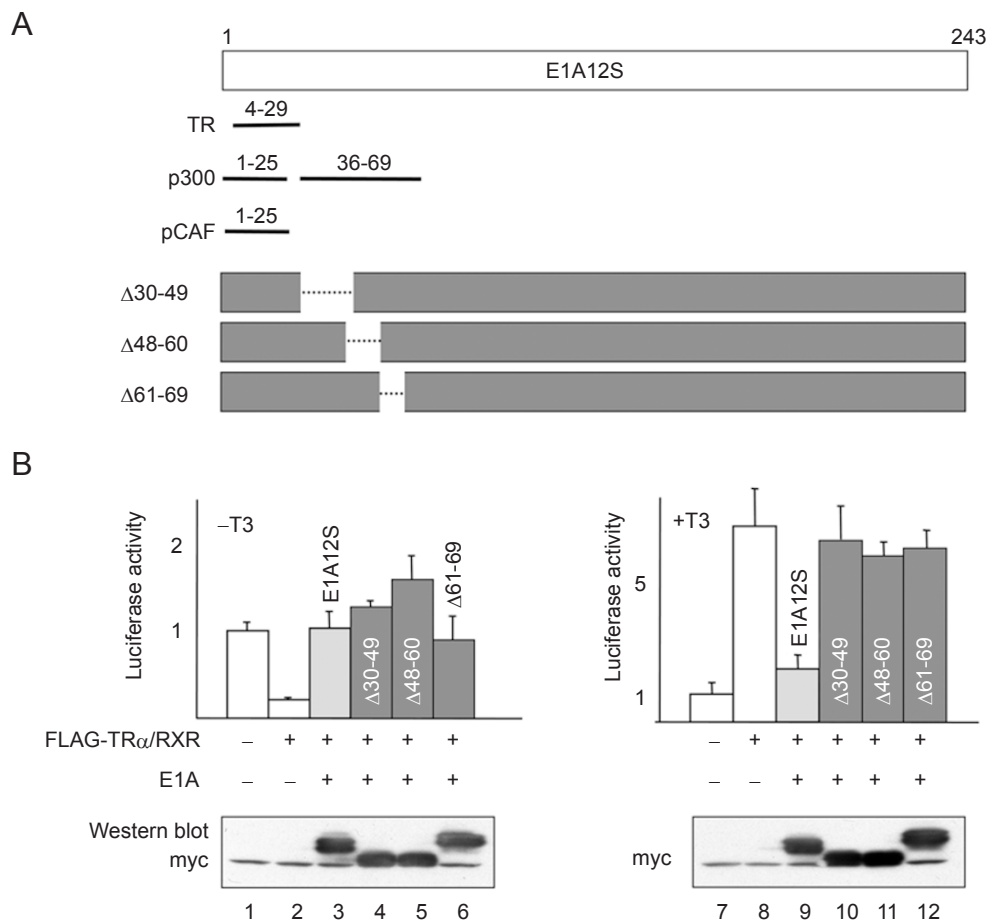 A
1 243
E1A12S
4-29
TR
1-25 36-69
p300
1-25
pCAF
Δ30-49
Δ48-60
Δ61-69
B
Luciferase activity
2
1
–T3
E1A12S
Δ30-49
Δ48-60
Δ61-69
Luciferase activity
5
1
+T3
E1A12S
Δ30-49
Δ48-60
Δ61-69
FLAG-TRα/RXR – + + + + + – + + + + +
E1A – – + + + + – – + + + +
Western blot
myc myc
1 2 3 4 5 6 7 8 9 10 11 12